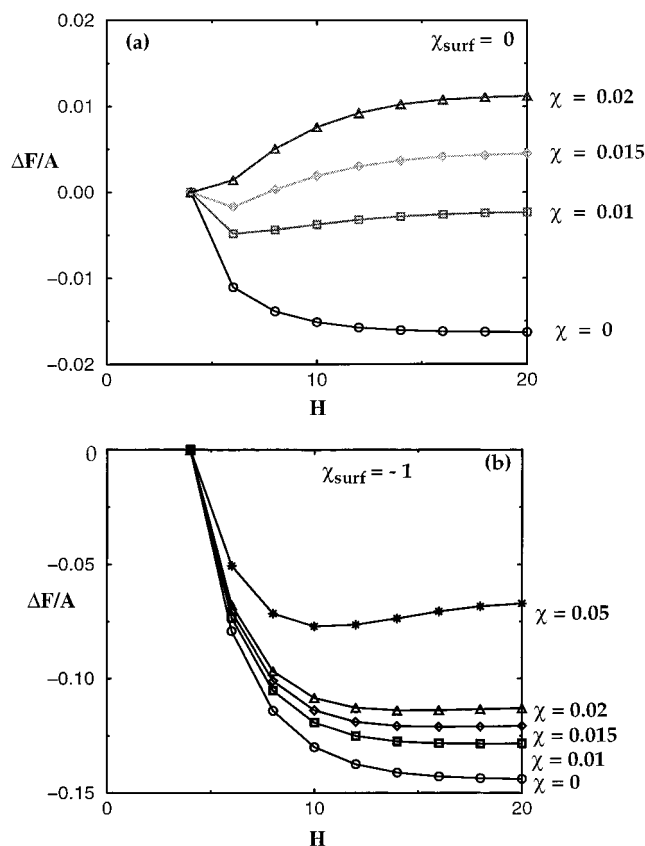 0.02
(a)
χsurf = 0
0.01
χ = 0.02
ΔF/A
χ = 0.015
0.00
χ = 0.01
−0.01
χ = 0
−0.02
0
10
20
H
0
χsurf = - 1
(b)
−0.05
ΔF/A
χ = 0.05
−0.10
χ = 0.02
χ = 0.015
χ = 0.01
−0.15
χ = 0
0
10
20
H